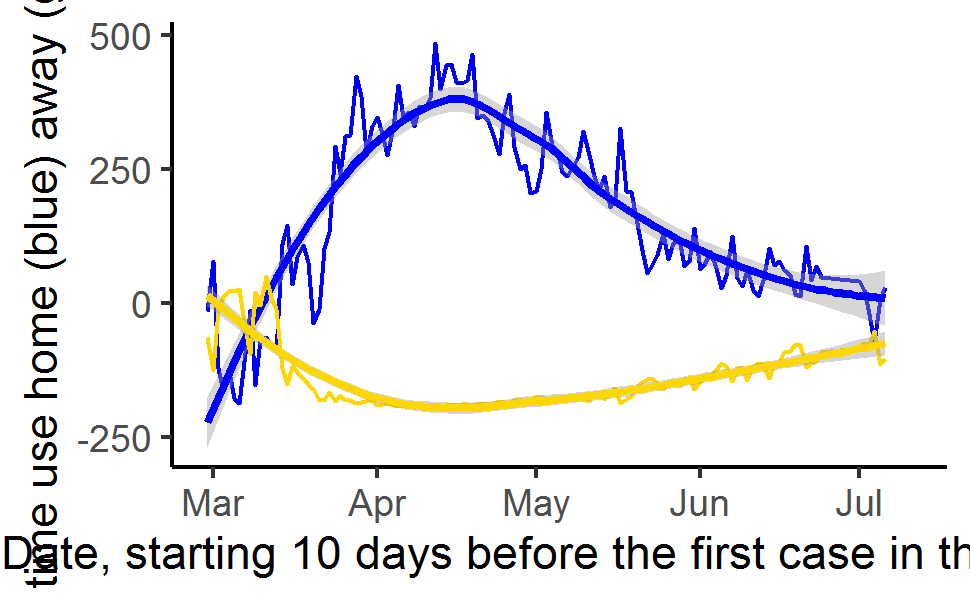 time use home (blue) away (
500
250
0
-250
Mar Apr May Jun Jul
Date, starting 10 days before the first case in th